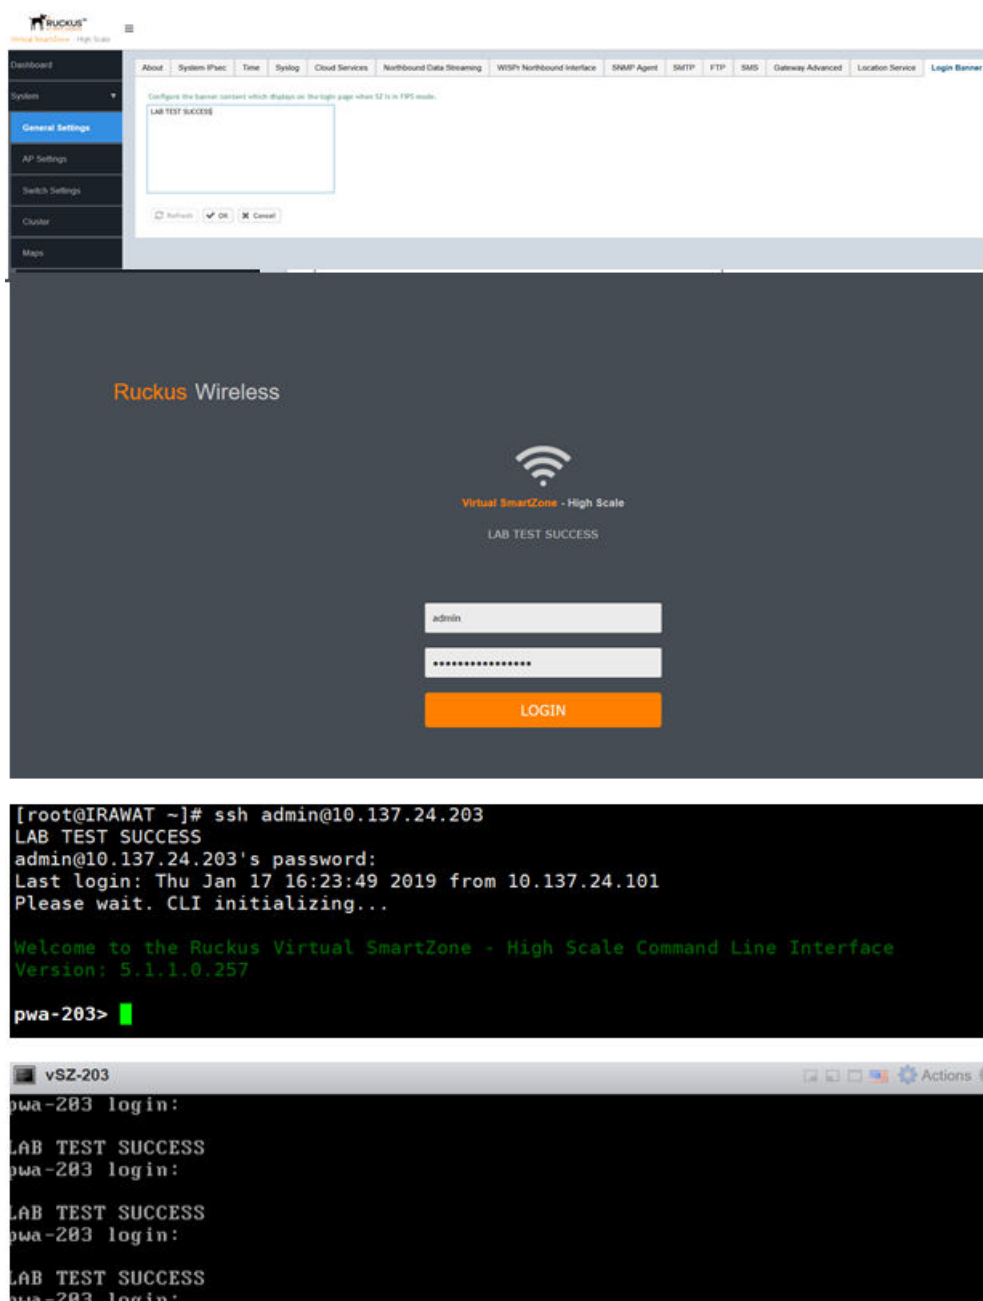 RUCKUS™
Virtual SmartZone - High Scale
Dashboard
System
General Settings
AP Settings
Switch Settings
Cluster
Maps
About System IPsec Time Syslog Cloud Services Northbound Data Streaming WISPr Northbound Interface SNMP Agent SMTP FTP SMS Gateway Advanced Location Service Login Banner
Configure the banner content which displays on the login page when SZ is in FIPS mode.
LAB TEST SUCCESS
Refresh OK Cancel
Ruckus Wireless
Virtual SmartZone - High Scale
LAB TEST SUCCESS
admin
••••••••••••••••
LOGIN
[root@IRAWAT ~]# ssh admin@10.137.24.203
LAB TEST SUCCESS
admin@10.137.24.203's password:
Last login: Thu Jan 17 16:23:49 2019 from 10.137.24.101
Please wait. CLI initializing...
Welcome to the Ruckus Virtual SmartZone - High Scale Command Line Interface
Version: 5.1.1.0.257
pwa-203>
vSZ-203
Actions
pwa-203 login:
LAB TEST SUCCESS
pwa-203 login:
LAB TEST SUCCESS
pwa-203 login:
LAB TEST SUCCESS
pwa-203 login: